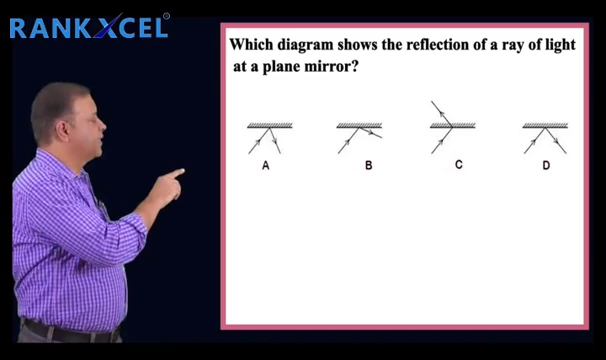 RANKXCEL®
Which diagram shows the reflection of a ray of light
at a plane mirror?
A B C D